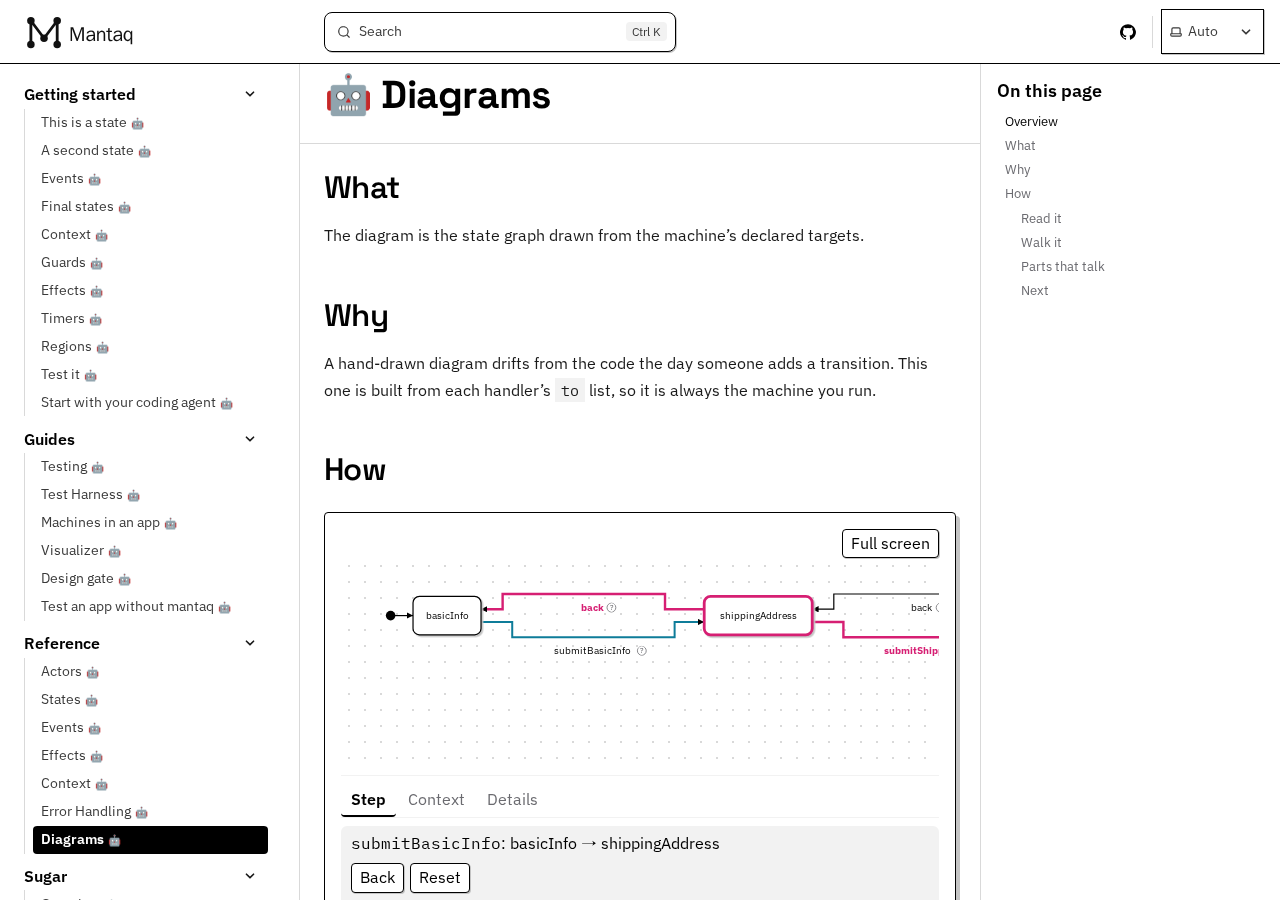 Mantaq
Search
Ctrl K
Auto
Getting started
This is a state 🤖
A second state 🤖
Events 🤖
Final states 🤖
Context 🤖
Guards 🤖
Effects 🤖
Timers 🤖
Regions 🤖
Test it 🤖
Start with your coding agent 🤖
Guides
Testing 🤖
Test Harness 🤖
Machines in an app 🤖
Visualizer 🤖
Design gate 🤖
Test an app without mantaq 🤖
Reference
Actors 🤖
States 🤖
Events 🤖
Effects 🤖
Context 🤖
Error Handling 🤖
Diagrams 🤖
Sugar
🤖 Diagrams
What
The diagram is the state graph drawn from the machine’s declared targets.
Why
A hand-drawn diagram drifts from the code the day someone adds a transition. This
one is built from each handler’s to list, so it is always the machine you run.
How
Full screen
basicInfo
back ?
shippingAddress
back
submitBasicInfo ?
submitShip
Step
Context
Details
submitBasicInfo: basicInfo → shippingAddress
Back
Reset
On this page
Overview
What
Why
How
Read it
Walk it
Parts that talk
Next